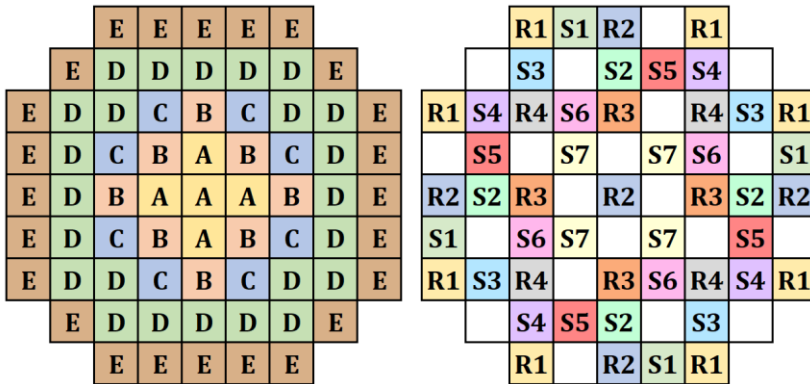 E E E E E
E D D D D D E
E D D C B C D D E
E D C B A B C D E
E D B A A A B D E
E D C B A B C D E
E D D C B C D D E
E D D D D D E
E E E E E
R1 S1 R2 R1
S3 S2 S5 S4
R1 S4 R4 S6 R3 R4 S3 R1
S5 S7 S7 S6 S1
R2 S2 R3 R2 R3 S2 R2
S1 S6 S7 S7 S5
R1 S3 R4 R3 S6 R4 S4 R1
S4 S5 S2 S3
R1 R2 S1 R1